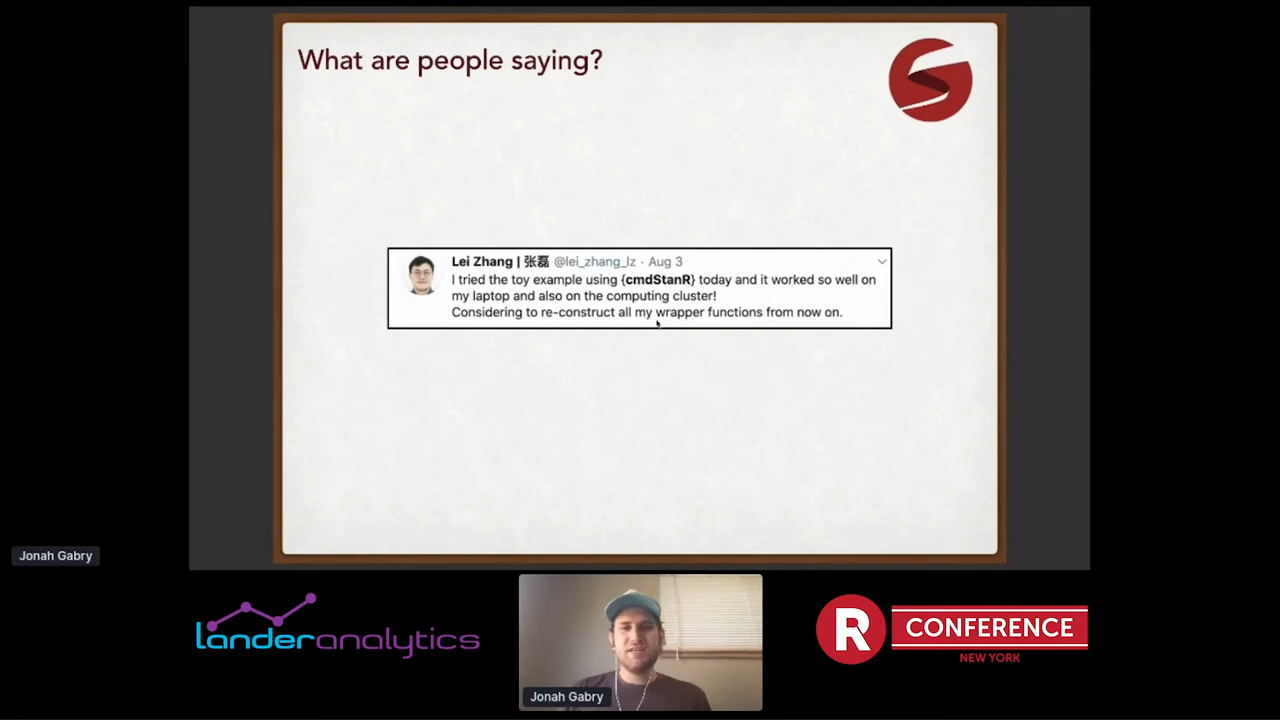 What are people saying?
Lei Zhang | 张磊 @lei_zhang_lz · Aug 3
I tried the toy example using {cmdStanR} today and it worked so well on
my laptop and also on the computing cluster!
Considering to re-construct all my wrapper functions from now on.
Jonah Gabry
landeranalytics
Jonah Gabry
R CONFERENCE
NEW YORK